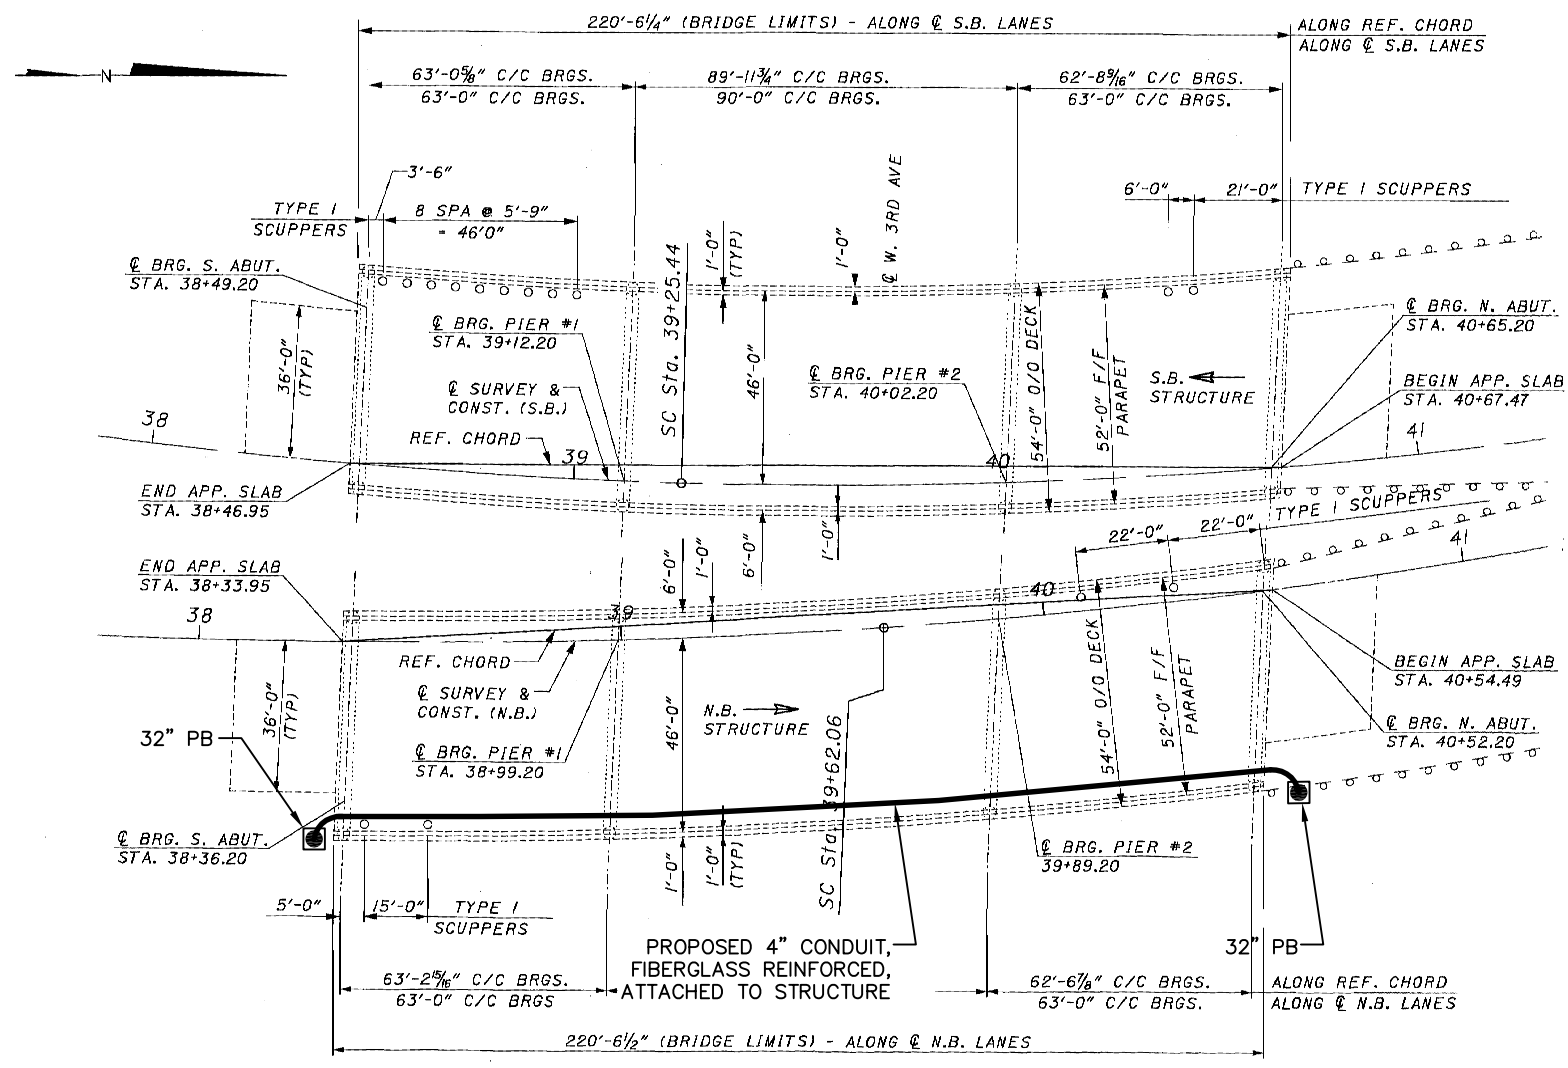 220'-6¼" (BRIDGE LIMITS) - ALONG ℄ S.B. LANES
ALONG REF. CHORD
ALONG ℄ S.B. LANES
N
63'-0⅝" C/C BRGS.
63'-0" C/C BRGS.
89'-11¾" C/C BRGS.
90'-0" C/C BRGS.
62'-8 5/16" C/C BRGS.
63'-0" C/C BRGS.
3'-6"
TYPE 1
SCUPPERS
8 SPA @ 5'-9"
= 46'0"
6'-0"
21'-0"
TYPE 1 SCUPPERS
1'-0"
(TYP)
1'-0"
℄ W. 3RD AVE
SC Sta. 39+25.44
℄ BRG. S. ABUT.
STA. 38+49.20
℄ BRG. PIER #1
STA. 39+12.20
36'-0"
(TYP)
℄ SURVEY &
CONST. (S.B.)
REF. CHORD
46'-0"
℄ BRG. PIER #2
STA. 40+02.20
54'-0" O/O DECK
52'-0" F/F
PARAPET
S.B.
STRUCTURE
℄ BRG. N. ABUT.
STA. 40+65.20
BEGIN APP. SLAB
STA. 40+67.47
38
39
40
41
END APP. SLAB
STA. 38+46.95
TYPE 1 SCUPPERS
22'-0"
22'-0"
1'-0"
6'-0"
6'-0"
1'-0"
END APP. SLAB
STA. 38+33.95
38
39
40
41
REF. CHORD
℄ SURVEY &
CONST. (N.B.)
36'-0"
(TYP)
32" PB
℄ BRG. PIER #1
STA. 38+99.20
46'-0"
N.B.
STRUCTURE
SC Sta. 39+62.06
54'-0" O/O DECK
52'-0" F/F
PARAPET
BEGIN APP. SLAB
STA. 40+54.49
℄ BRG. N. ABUT.
STA. 40+52.20
℄ BRG. S. ABUT.
STA. 38+36.20
℄ BRG. PIER #2
39+89.20
1'-0"
1'-0"
(TYP)
5'-0"
15'-0"
TYPE 1
SCUPPERS
PROPOSED 4" CONDUIT,
FIBERGLASS REINFORCED,
ATTACHED TO STRUCTURE
32" PB
63'-2 15/16" C/C BRGS.
63'-0" C/C BRGS
62'-6⅞" C/C BRGS.
63'-0" C/C BRGS.
ALONG REF. CHORD
ALONG ℄ N.B. LANES
220'-6½" (BRIDGE LIMITS) - ALONG ℄ N.B. LANES